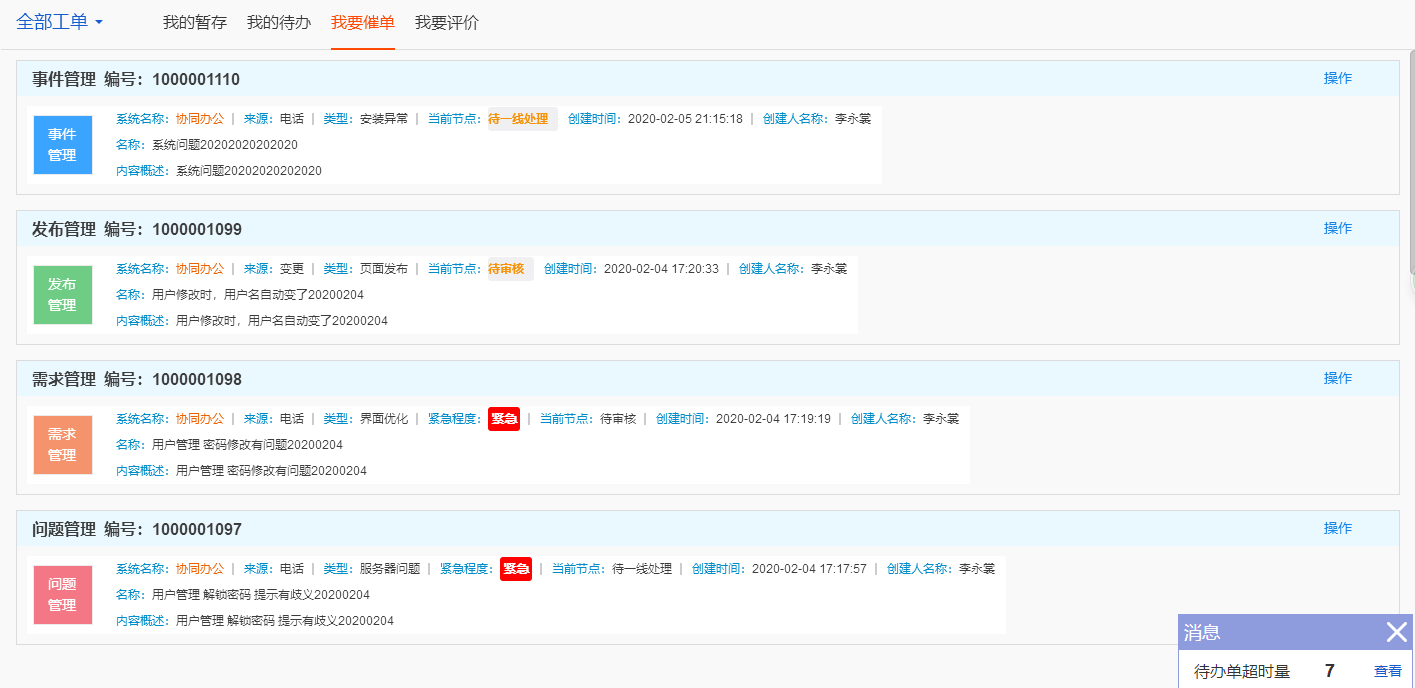 全部工单 我的暂存 我的待办 我要催单 我要评价
事件管理 编号：1000001110 操作
事件
管理
系统名称：协同办公 | 来源：电话 | 类型：安装异常 | 当前节点：待一线处理 创建时间：2020-02-05 21:15:18 | 创建人名称：李永裳
名称：系统问题20202020202020
内容概述：系统问题20202020202020
发布管理 编号：1000001099 操作
发布
管理
系统名称：协同办公 | 来源：变更 | 类型：页面发布 | 当前节点：待审核 创建时间：2020-02-04 17:20:33 | 创建人名称：李永裳
名称：用户修改时，用户名自动变了20200204
内容概述：用户修改时，用户名自动变了20200204
需求管理 编号：1000001098 操作
需求
管理
系统名称：协同办公 | 来源：电话 | 类型：界面优化 | 紧急程度：紧急 | 当前节点：待审核 | 创建时间：2020-02-04 17:19:19 | 创建人名称：李永裳
名称：用户管理 密码修改有问题20200204
内容概述：用户管理 密码修改有问题20200204
问题管理 编号：1000001097 操作
问题
管理
系统名称：协同办公 | 来源：电话 | 类型：服务器问题 | 紧急程度：紧急 | 当前节点：待一线处理 | 创建时间：2020-02-04 17:17:57 | 创建人名称：李永裳
名称：用户管理 解锁密码 提示有歧义20200204
内容概述：用户管理 解锁密码 提示有歧义20200204
消息
待办单超时量 7 查看